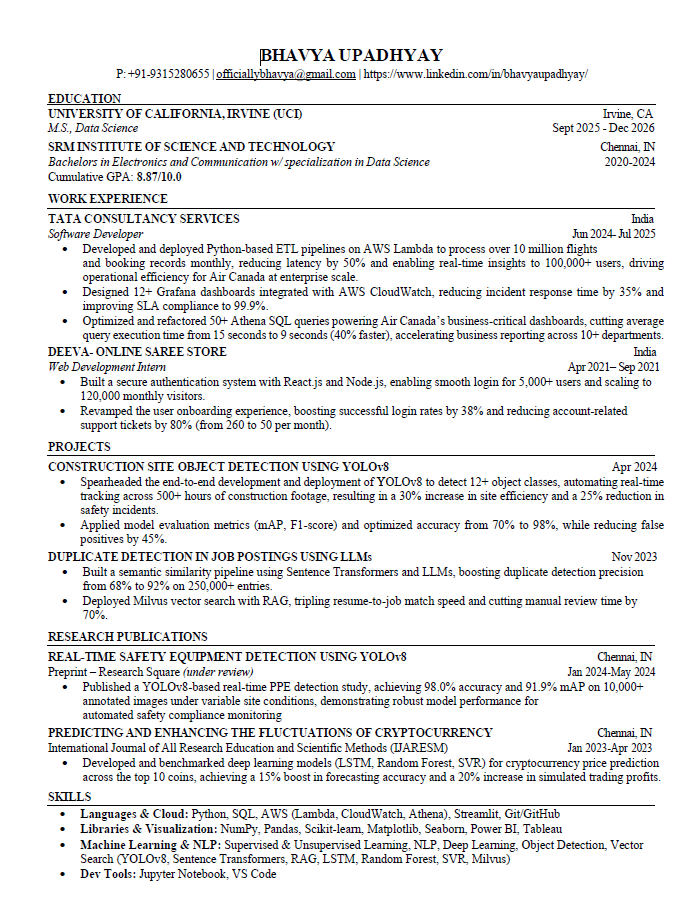 BHAVYA UPADHYAY
P: +91-9315280655 | officiallybhavya@gmail.com | https://www.linkedin.com/in/bhavyaupadhyay/
EDUCATION
UNIVERSITY OF CALIFORNIA, IRVINE (UCI) Irvine, CA
M.S., Data Science Sept 2025 - Dec 2026
SRM INSTITUTE OF SCIENCE AND TECHNOLOGY Chennai, IN
Bachelors in Electronics and Communication w/ specialization in Data Science 2020-2024
Cumulative GPA: 8.87/10.0
WORK EXPERIENCE
TATA CONSULTANCY SERVICES India
Software Developer Jun 2024- Jul 2025
• Developed and deployed Python-based ETL pipelines on AWS Lambda to process over 10 million flights
and booking records monthly, reducing latency by 50% and enabling real-time insights to 100,000+ users, driving
operational efficiency for Air Canada at enterprise scale.
• Designed 12+ Grafana dashboards integrated with AWS CloudWatch, reducing incident response time by 35% and
improving SLA compliance to 99.9%.
• Optimized and refactored 50+ Athena SQL queries powering Air Canada's business-critical dashboards, cutting average
query execution time from 15 seconds to 9 seconds (40% faster), accelerating business reporting across 10+ departments.
DEEVA- ONLINE SAREE STORE India
Web Development Intern Apr 2021– Sep 2021
• Built a secure authentication system with React.js and Node.js, enabling smooth login for 5,000+ users and scaling to
120,000 monthly visitors.
• Revamped the user onboarding experience, boosting successful login rates by 38% and reducing account-related
support tickets by 80% (from 260 to 50 per month).
PROJECTS
CONSTRUCTION SITE OBJECT DETECTION USING YOLOv8 Apr 2024
• Spearheaded the end-to-end development and deployment of YOLOv8 to detect 12+ object classes, automating real-time
tracking across 500+ hours of construction footage, resulting in a 30% increase in site efficiency and a 25% reduction in
safety incidents.
• Applied model evaluation metrics (mAP, F1-score) and optimized accuracy from 70% to 98%, while reducing false
positives by 45%.
DUPLICATE DETECTION IN JOB POSTINGS USING LLMs Nov 2023
• Built a semantic similarity pipeline using Sentence Transformers and LLMs, boosting duplicate detection precision
from 68% to 92% on 250,000+ entries.
• Deployed Milvus vector search with RAG, tripling resume-to-job match speed and cutting manual review time by
70%.
RESEARCH PUBLICATIONS
REAL-TIME SAFETY EQUIPMENT DETECTION USING YOLOv8 Chennai, IN
Preprint – Research Square (under review) Jan 2024-May 2024
• Published a YOLOv8-based real-time PPE detection study, achieving 98.0% accuracy and 91.9% mAP on 10,000+
annotated images under variable site conditions, demonstrating robust model performance for
automated safety compliance monitoring
PREDICTING AND ENHANCING THE FLUCTUATIONS OF CRYPTOCURRENCY Chennai, IN
International Journal of All Research Education and Scientific Methods (IJARESM) Jan 2023-Apr 2023
• Developed and benchmarked deep learning models (LSTM, Random Forest, SVR) for cryptocurrency price prediction
across the top 10 coins, achieving a 15% boost in forecasting accuracy and a 20% increase in simulated trading profits.
SKILLS
• Languages & Cloud: Python, SQL, AWS (Lambda, CloudWatch, Athena), Streamlit, Git/GitHub
• Libraries & Visualization: NumPy, Pandas, Scikit-learn, Matplotlib, Seaborn, Power BI, Tableau
• Machine Learning & NLP: Supervised & Unsupervised Learning, NLP, Deep Learning, Object Detection, Vector
Search (YOLOv8, Sentence Transformers, RAG, LSTM, Random Forest, SVR, Milvus)
• Dev Tools: Jupyter Notebook, VS Code